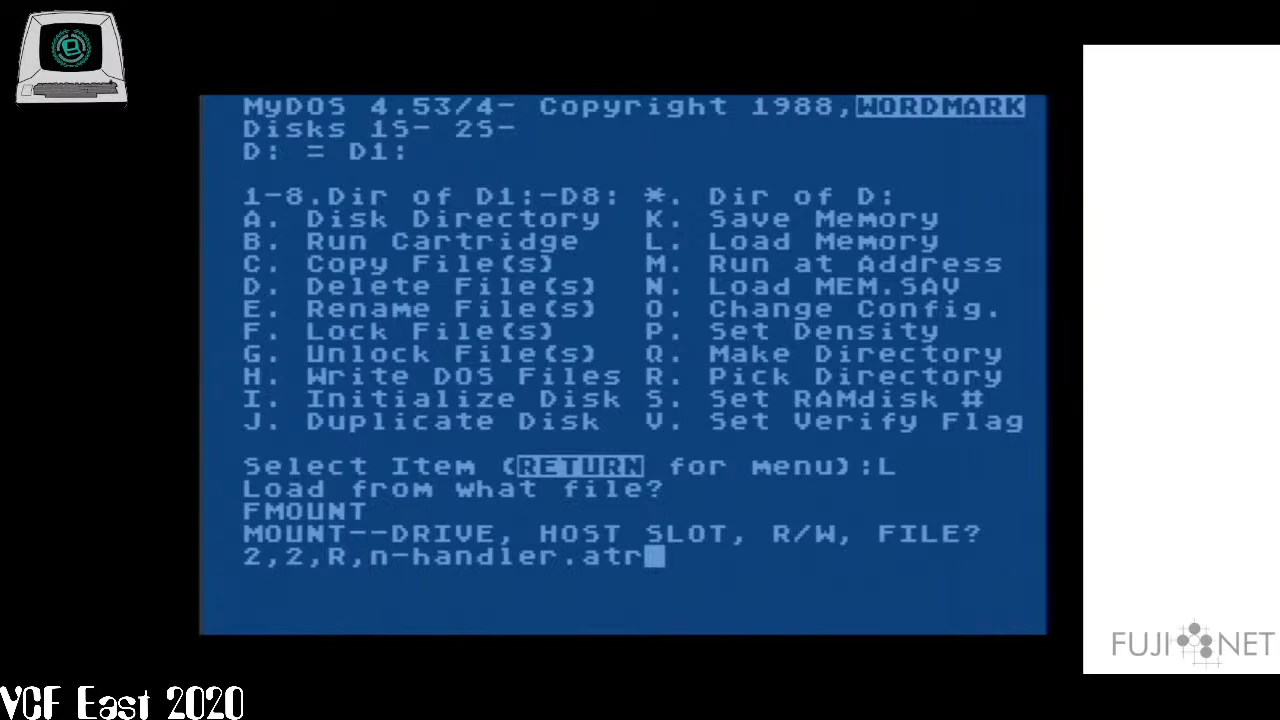 MyDOS 4.53/4- Copyright 1988,WORDMARK
Disks 1S- 2S-
D: = D1:
1-8.Dir of D1:-D8: *. Dir of D:
A. Disk Directory K. Save Memory
B. Run Cartridge L. Load Memory
C. Copy File(s) M. Run at Address
D. Delete File(s) N. Load MEM.SAV
E. Rename File(s) O. Change Config.
F. Lock File(s) P. Set Density
G. Unlock File(s) Q. Make Directory
H. Write DOS Files R. Pick Directory
I. Initialize Disk S. Set RAMdisk #
J. Duplicate Disk V. Set Verify Flag
Select Item (RETURN for menu):L
Load from what file?
FMOUNT
MOUNT--DRIVE, HOST SLOT, R/W, FILE?
2,2,R,n-handler.atr
FUJINET
VCF East 2020